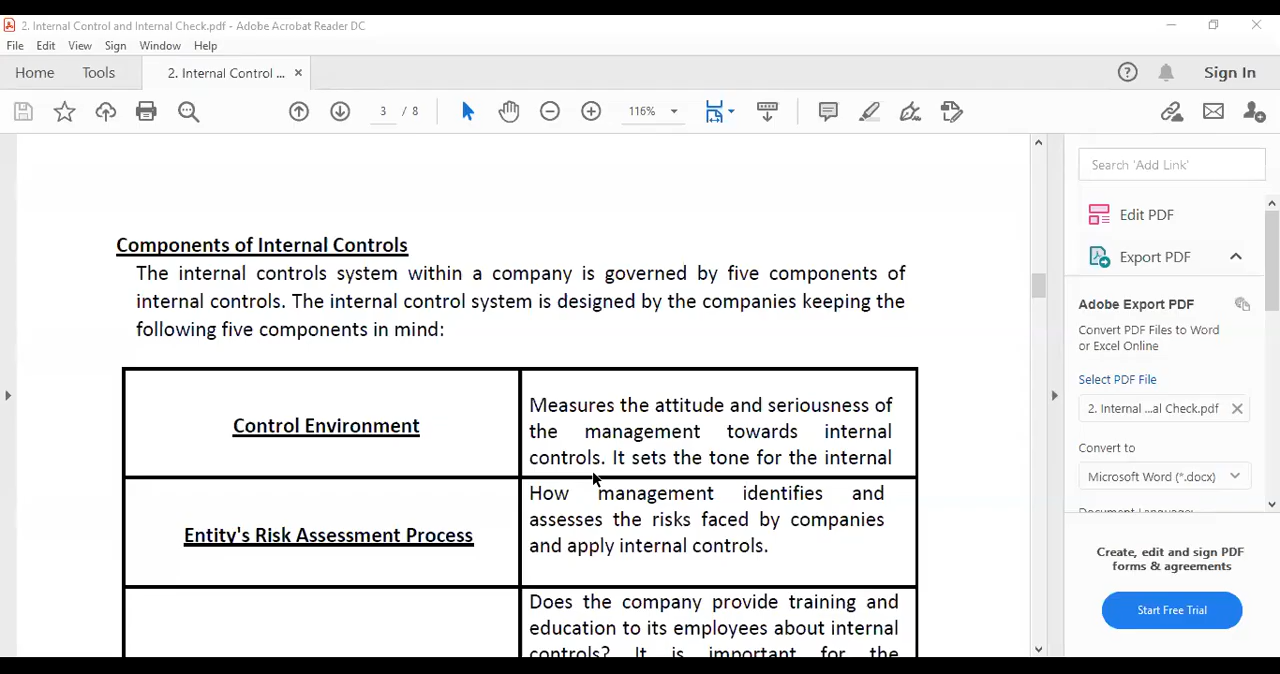 2. Internal Control and Internal Check.pdf - Adobe Acrobat Reader DC
File Edit View Sign Window Help
Home Tools 2. Internal Control ... × Sign In
3 / 8 116%
Search 'Add Link'
Edit PDF
Export PDF
Adobe Export PDF
Convert PDF Files to Word
or Excel Online
Select PDF File
2. Internal ...al Check.pdf
Convert to
Microsoft Word (*.docx)
Document Language:
Create, edit and sign PDF
forms & agreements
Start Free Trial
Components of Internal Controls
The internal controls system within a company is governed by five components of
internal controls. The internal control system is designed by the companies keeping the
following five components in mind:
Control Environment
Measures the attitude and seriousness of
the management towards internal
controls. It sets the tone for the internal
Entity's Risk Assessment Process
How management identifies and
assesses the risks faced by companies
and apply internal controls.
Does the company provide training and
education to its employees about internal
controls? It is important for the